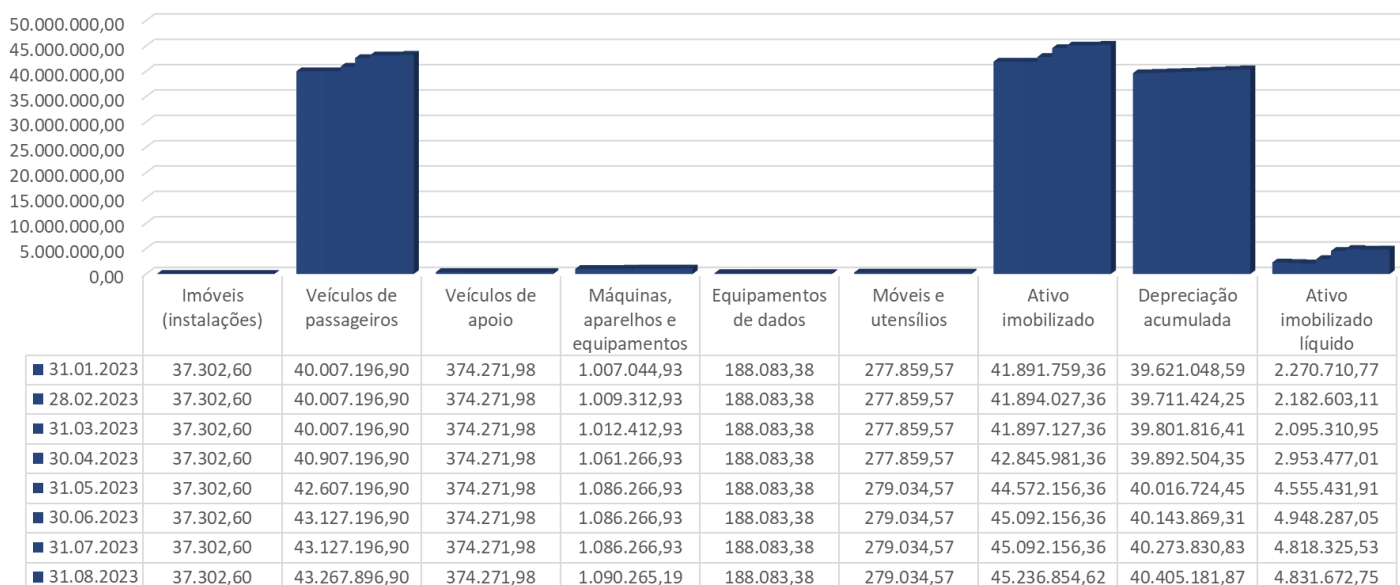 50.000.000,00
45.000.000,00
40.000.000,00
35.000.000,00
30.000.000,00
25.000.000,00
20.000.000,00
15.000.000,00
10.000.000,00
5.000.000,00
0,00
Imóveis (instalações) Veículos de passageiros Veículos de apoio Máquinas, aparelhos e equipamentos Equipamentos de dados Móveis e utensílios Ativo imobilizado Depreciação acumulada Ativo imobilizado líquido
31.01.2023 37.302,60 40.007.196,90 374.271,98 1.007.044,93 188.083,38 277.859,57 41.891.759,36 39.621.048,59 2.270.710,77
28.02.2023 37.302,60 40.007.196,90 374.271,98 1.009.312,93 188.083,38 277.859,57 41.894.027,36 39.711.424,25 2.182.603,11
31.03.2023 37.302,60 40.007.196,90 374.271,98 1.012.412,93 188.083,38 277.859,57 41.897.127,36 39.801.816,41 2.095.310,95
30.04.2023 37.302,60 40.907.196,90 374.271,98 1.061.266,93 188.083,38 277.859,57 42.845.981,36 39.892.504,35 2.953.477,01
31.05.2023 37.302,60 42.607.196,90 374.271,98 1.086.266,93 188.083,38 279.034,57 44.572.156,36 40.016.724,45 4.555.431,91
30.06.2023 37.302,60 43.127.196,90 374.271,98 1.086.266,93 188.083,38 279.034,57 45.092.156,36 40.143.869,31 4.948.287,05
31.07.2023 37.302,60 43.127.196,90 374.271,98 1.086.266,93 188.083,38 279.034,57 45.092.156,36 40.273.830,83 4.818.325,53
31.08.2023 37.302,60 43.267.896,90 374.271,98 1.090.265,19 188.083,38 279.034,57 45.236.854,62 40.405.181,87 4.831.672,75